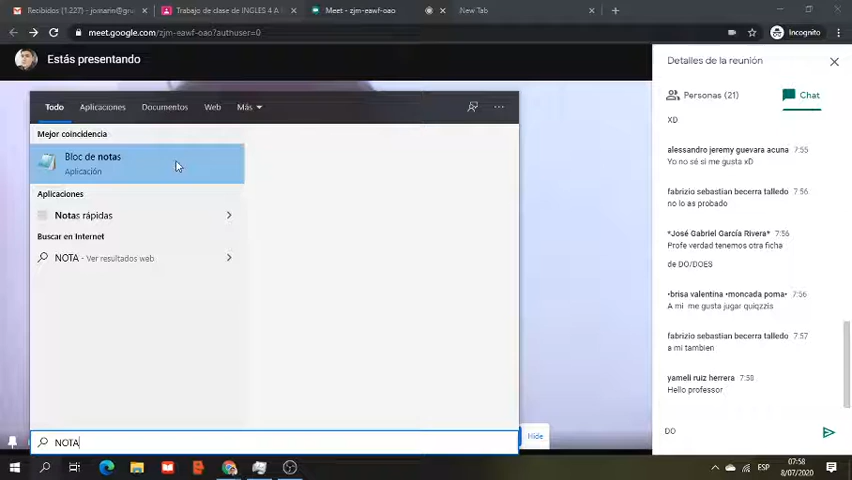 Recibidos (1.227) - jomarin@gma
Trabajo de clase de INGLES 4 A
Meet - zjm-eawf-oao
New Tab
meet.google.com/zjm-eawf-oao?authuser=0
Incognito
Estás presentando
Detalles de la reunión
Personas (21)
Chat
XD
alessandro jeremy guevara acuna 7:55
Yo no sé si me gusta xD
fabrizio sebastian becerra talledo 7:56
no lo as probado
*José Gabriel García Rivera* 7:56
Profe verdad tenemos otra ficha
de DO/DOES
•brisa valentina •moncada poma• 7:56
A mi me gusta jugar quiqzzis
fabrizio sebastian becerra talledo 7:57
a mi tambien
yameli ruiz herrera 7:58
Hello professor
DO
Todo Aplicaciones Documentos Web Más
Mejor coincidencia
Bloc de notas
Aplicación
Aplicaciones
Notas rápidas
Buscar en Internet
NOTA - Ver resultados web
NOTA
Hide
ESP
07:58
8/07/2020